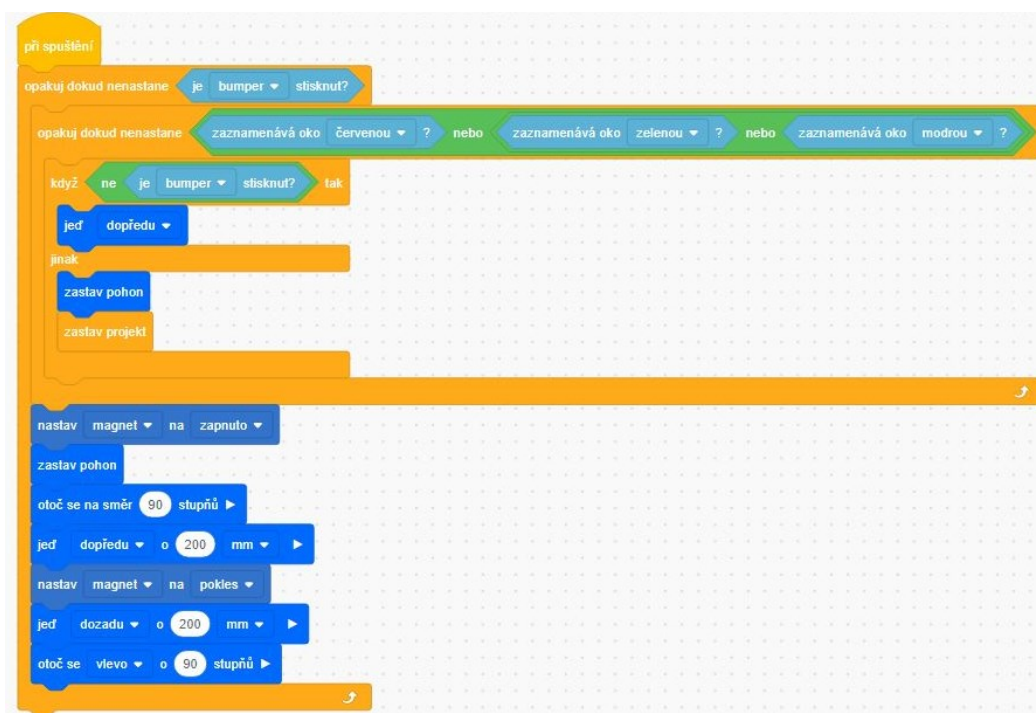 při spuštění
opakuj dokud nenastane je bumper stisknut?
opakuj dokud nenastane zaznamenává oko červenou ? nebo zaznamenává oko zelenou ? nebo zaznamenává oko modrou ?
když ne je bumper stisknut? tak
jeď dopředu
jinak
zastav pohon
zastav projekt
nastav magnet na zapnuto
zastav pohon
otoč se na směr 90 stupňů
jeď dopředu o 200 mm
nastav magnet na pokles
jeď dozadu o 200 mm
otoč se vlevo o 90 stupňů